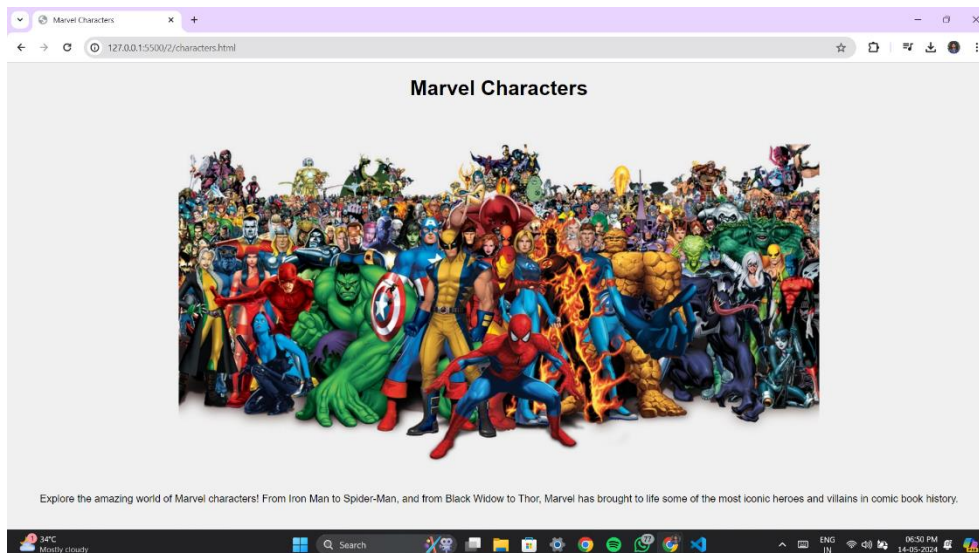 Marvel Characters
127.0.0.1:5500/2/characters.html
Marvel Characters
Explore the amazing world of Marvel characters! From Iron Man to Spider-Man, and from Black Widow to Thor, Marvel has brought to life some of the most iconic heroes and villains in comic book history.
1
34°C
Mostly cloudy
Search
77
ENG
IN
06:50 PM
14-05-2024